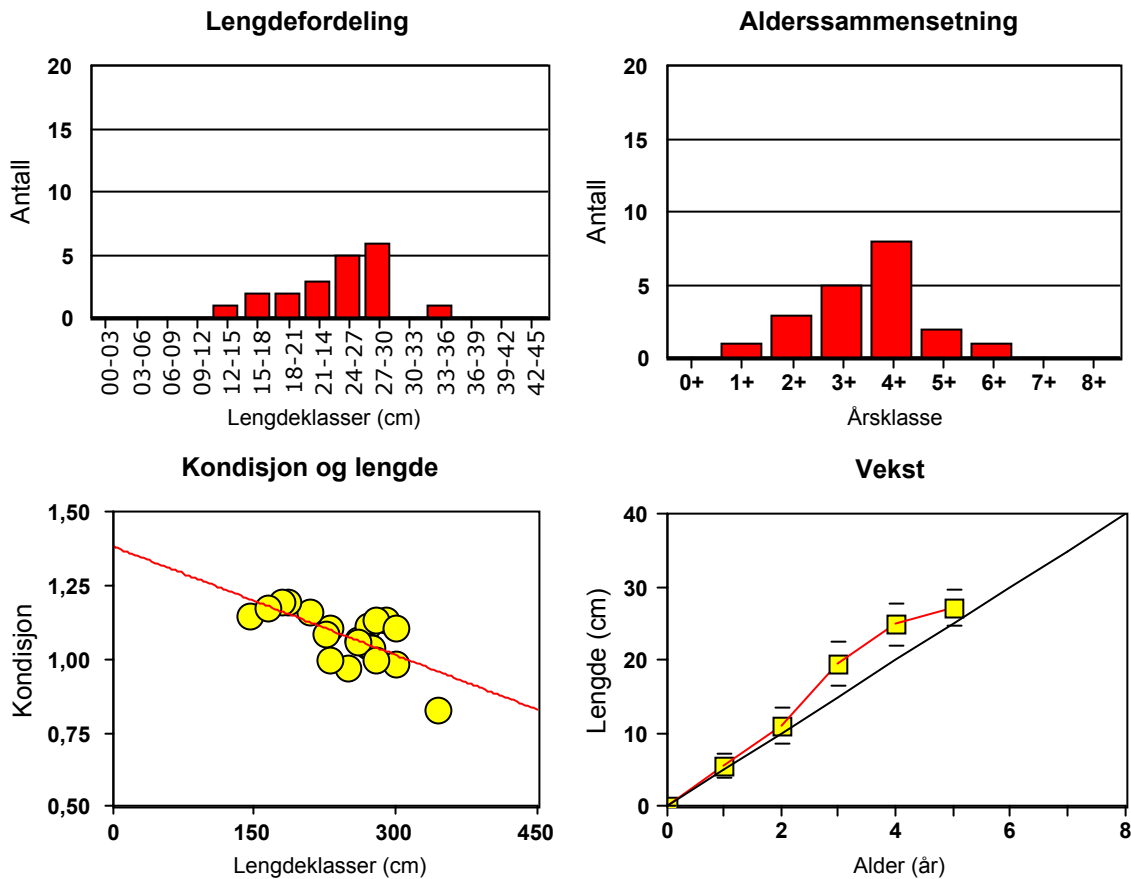 Lengdefordeling
Antall
20
15
10
5
0
00-03
03-06
06-09
09-12
12-15
15-18
18-21
21-14
24-27
27-30
30-33
33-36
36-39
39-42
42-45
Lengdeklasser (cm)
Alderssammensetning
Antall
20
15
10
5
0
0+ 1+ 2+ 3+ 4+ 5+ 6+ 7+ 8+
Årsklasse
Kondisjon og lengde
Kondisjon
1,50
1,25
1,00
0,75
0,50
0 150 300 450
Lengdeklasser (cm)
Vekst
Lengde (cm)
40
30
20
10
0
0 2 4 6 8
Alder (år)